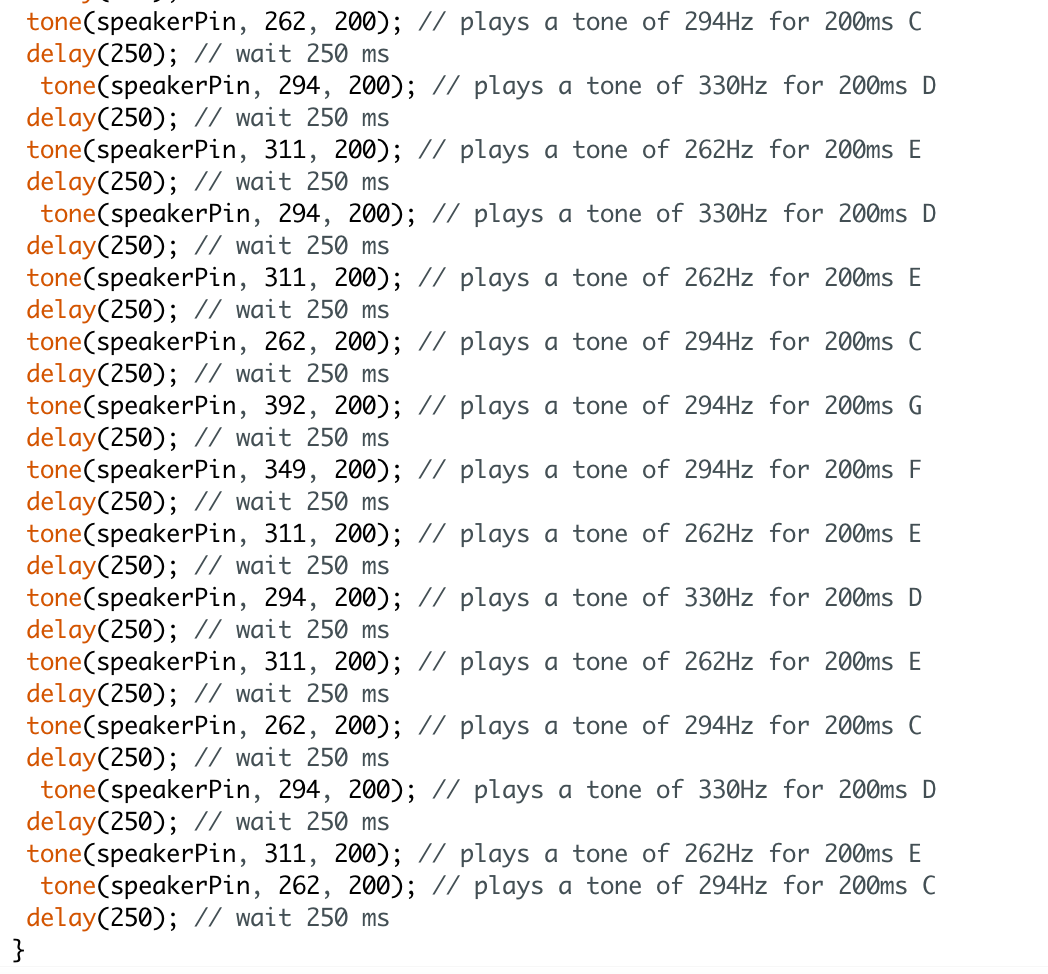 tone(speakerPin, 262, 200); // plays a tone of 294Hz for 200ms C
delay(250); // wait 250 ms
tone(speakerPin, 294, 200); // plays a tone of 330Hz for 200ms D
delay(250); // wait 250 ms
tone(speakerPin, 311, 200); // plays a tone of 262Hz for 200ms E
delay(250); // wait 250 ms
tone(speakerPin, 294, 200); // plays a tone of 330Hz for 200ms D
delay(250); // wait 250 ms
tone(speakerPin, 311, 200); // plays a tone of 262Hz for 200ms E
delay(250); // wait 250 ms
tone(speakerPin, 262, 200); // plays a tone of 294Hz for 200ms C
delay(250); // wait 250 ms
tone(speakerPin, 392, 200); // plays a tone of 294Hz for 200ms G
delay(250); // wait 250 ms
tone(speakerPin, 349, 200); // plays a tone of 294Hz for 200ms F
delay(250); // wait 250 ms
tone(speakerPin, 311, 200); // plays a tone of 262Hz for 200ms E
delay(250); // wait 250 ms
tone(speakerPin, 294, 200); // plays a tone of 330Hz for 200ms D
delay(250); // wait 250 ms
tone(speakerPin, 311, 200); // plays a tone of 262Hz for 200ms E
delay(250); // wait 250 ms
tone(speakerPin, 262, 200); // plays a tone of 294Hz for 200ms C
delay(250); // wait 250 ms
tone(speakerPin, 294, 200); // plays a tone of 330Hz for 200ms D
delay(250); // wait 250 ms
tone(speakerPin, 311, 200); // plays a tone of 262Hz for 200ms E
tone(speakerPin, 262, 200); // plays a tone of 294Hz for 200ms C
delay(250); // wait 250 ms
}